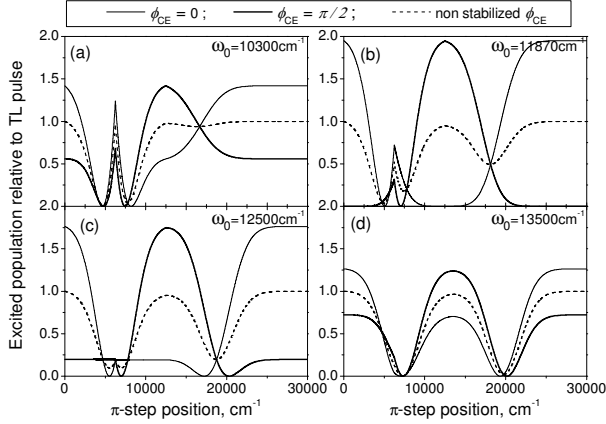 ϕCE = 0 ; ϕCE = π/2 ; non stabilized ϕCE
(a) ω0=10300cm-1
(b) ω0=11870cm-1
2.0
1.5
1.0
0.5
0.0
2.0
1.5
1.0
0.5
0.0
(c) ω0=12500cm-1
(d) ω0=13500cm-1
1.5
1.0
0.5
0.0
1.5
1.0
0.5
0.0
0 10000 20000 30000
0 10000 20000 30000
π-step position, cm-1
π-step position, cm-1
Excited population relative to TL pulse